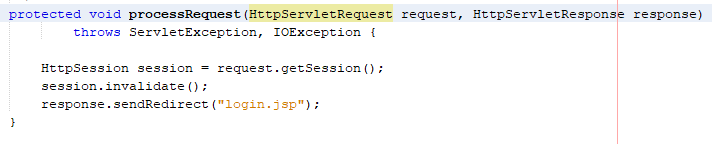 protected void processRequest(HttpServletRequest request, HttpServletResponse response)
        throws ServletException, IOException {

    HttpSession session = request.getSession();
    session.invalidate();
    response.sendRedirect("login.jsp");
}